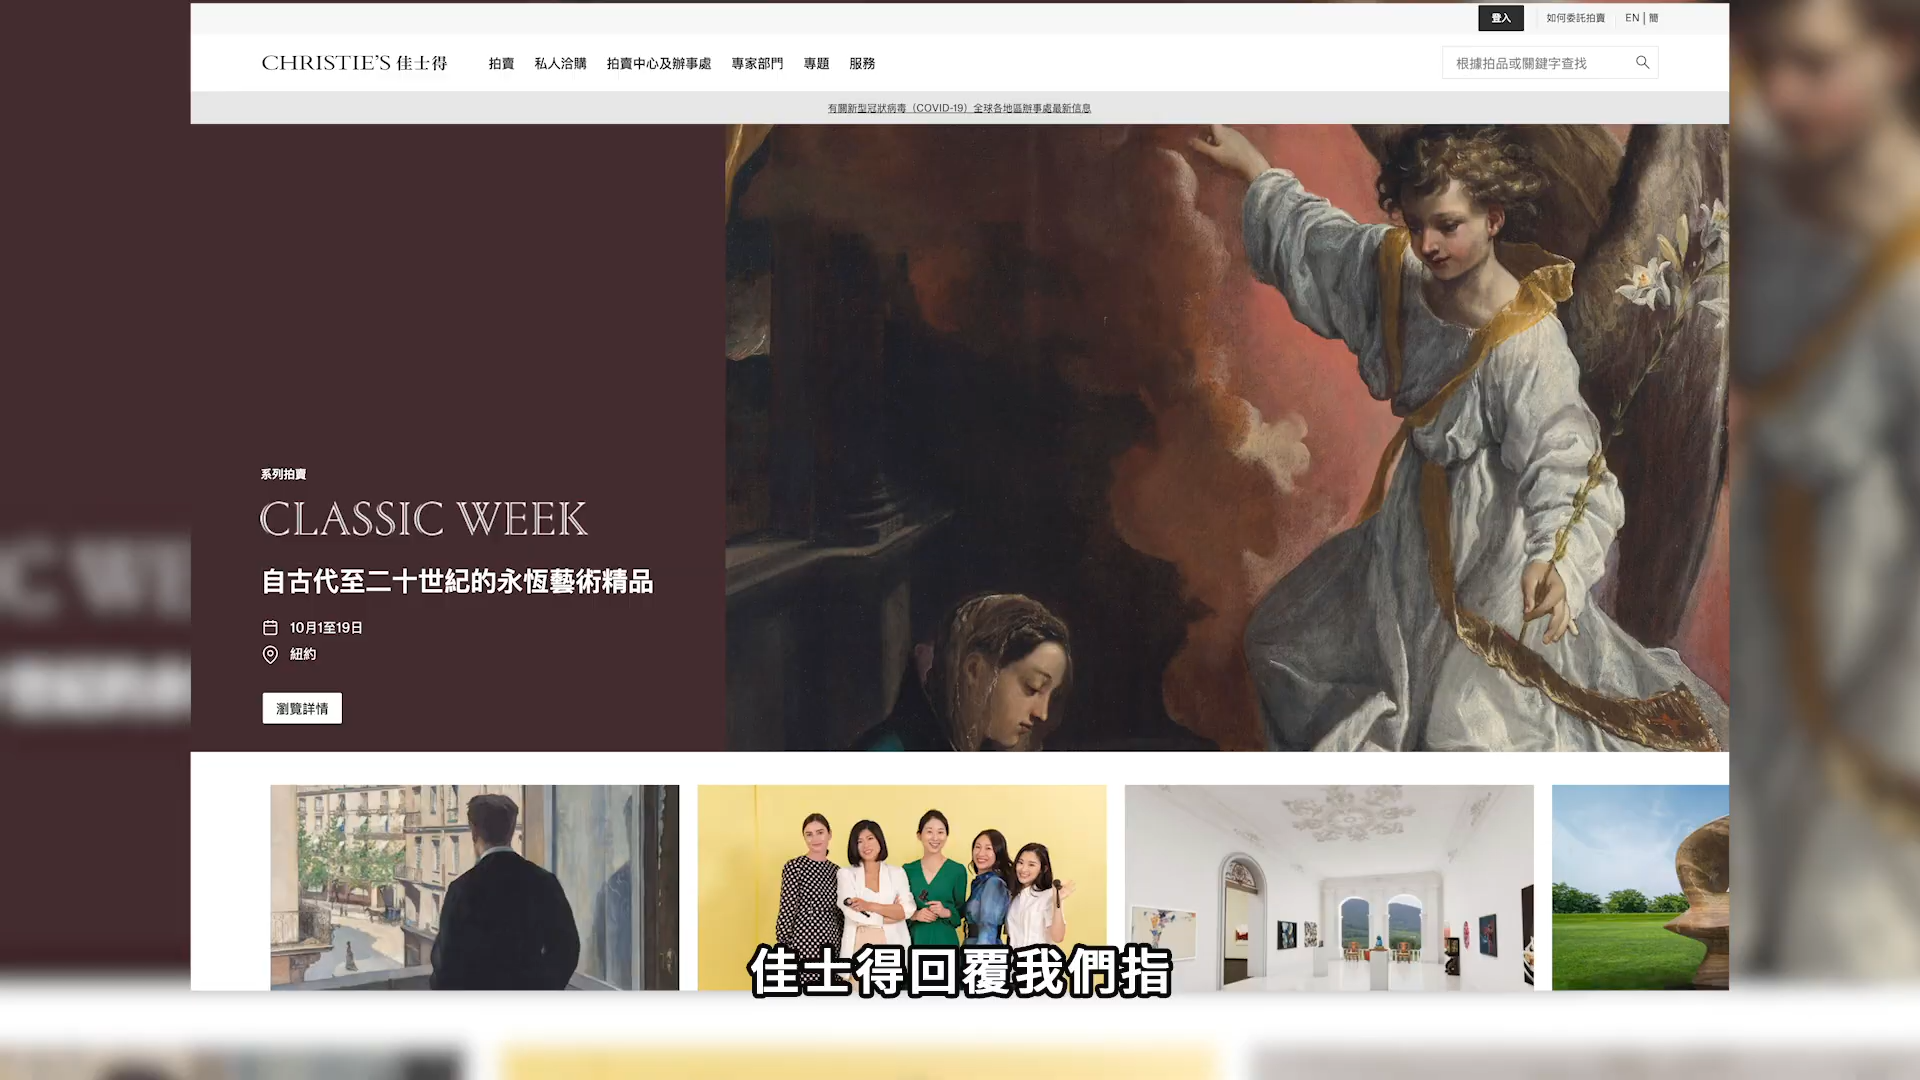 登入
如何委託拍賣
EN | 簡
CHRISTIE'S 佳士得
拍賣 私人洽購 拍賣中心及辦事處 專家部門 專題 服務
根據拍品或關鍵字查找
有關新型冠狀病毒（COVID-19）全球各地區辦事處最新信息
系列拍賣
CLASSIC WEEK
自古代至二十世紀的永恆藝術精品
10月1至19日
紐約
瀏覽詳情
佳士得回覆我們指